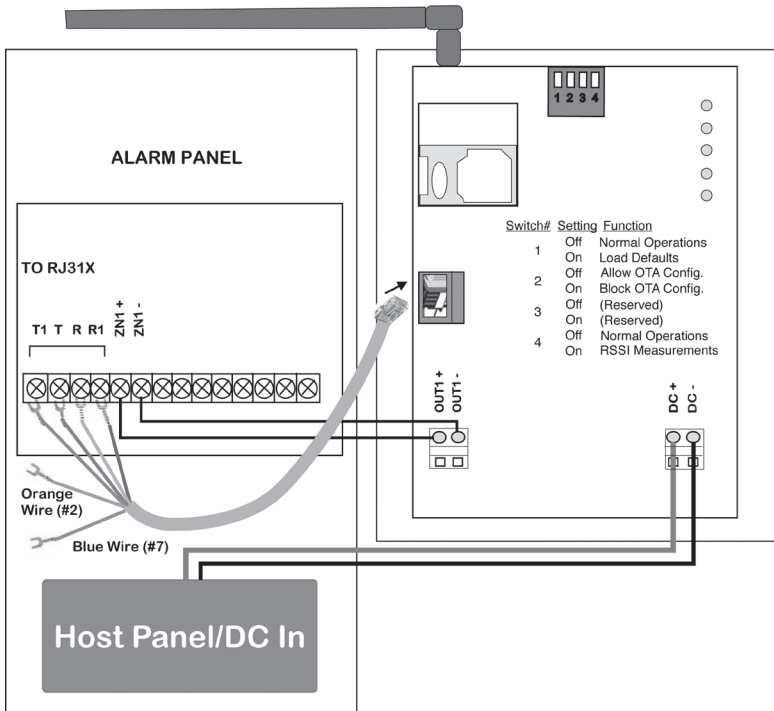 1 2 3 4
ALARM PANEL
TO RJ31X
T1 T R R1 ZN1 + ZN1 -
Switch# Setting Function
1 Off Normal Operations
On Load Defaults
2 Off Allow OTA Config.
On Block OTA Config.
3 Off (Reserved)
On (Reserved)
4 Off Normal Operations
On RSSI Measurements
OUT1 + OUT1 -
DC + DC -
Orange
Wire (#2)
Blue Wire (#7)
Host Panel/DC In